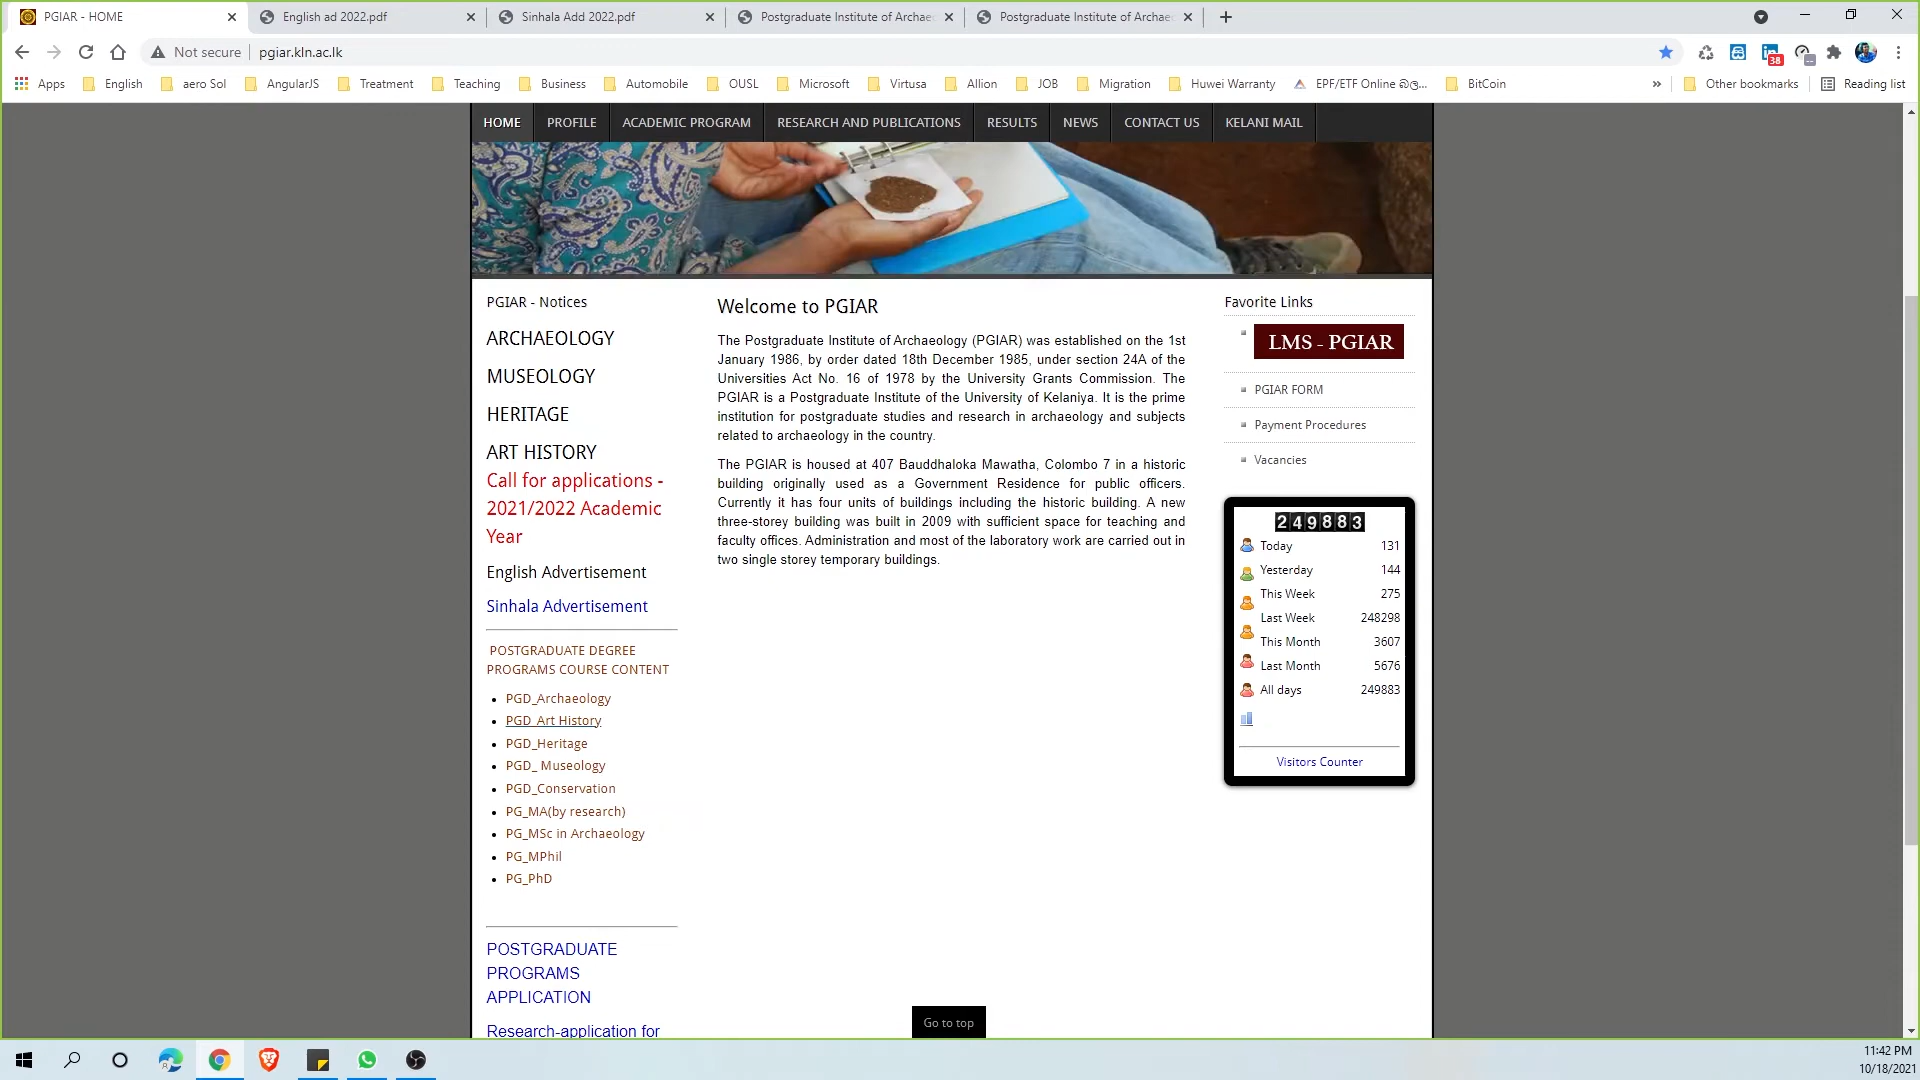 PGIAR - HOME
English ad 2022.pdf
Sinhala Add 2022.pdf
Postgraduate Institute of Archae
Postgraduate Institute of Archae
Not secure
pgiar.kln.ac.lk
38
Apps
English
aero Sol
AngularJS
Treatment
Teaching
Business
Automobile
OUSL
Microsoft
Virtusa
Allion
JOB
Migration
Huwei Warranty
EPF/ETF Online
BitCoin
»
Other bookmarks
Reading list
HOME
PROFILE
ACADEMIC PROGRAM
RESEARCH AND PUBLICATIONS
RESULTS
NEWS
CONTACT US
KELANI MAIL
PGIAR - Notices
ARCHAEOLOGY
MUSEOLOGY
HERITAGE
ART HISTORY
Call for applications -
2021/2022 Academic
Year
English Advertisement
Sinhala Advertisement
POSTGRADUATE DEGREE
PROGRAMS COURSE CONTENT
PGD_Archaeology
PGD_Art History
PGD_Heritage
PGD_ Museology
PGD_Conservation
PG_MA(by research)
PG_MSc in Archaeology
PG_MPhil
PG_PhD
POSTGRADUATE
PROGRAMS
APPLICATION
Research-application for
Welcome to PGIAR
The Postgraduate Institute of Archaeology (PGIAR) was established on the 1st
January 1986, by order dated 18th December 1985, under section 24A of the
Universities Act No. 16 of 1978 by the University Grants Commission. The
PGIAR is a Postgraduate Institute of the University of Kelaniya. It is the prime
institution for postgraduate studies and research in archaeology and subjects
related to archaeology in the country.
The PGIAR is housed at 407 Bauddhaloka Mawatha, Colombo 7 in a historic
building originally used as a Government Residence for public officers.
Currently it has four units of buildings including the historic building. A new
three-storey building was built in 2009 with sufficient space for teaching and
faculty offices. Administration and most of the laboratory work are carried out in
two single storey temporary buildings.
Go to top
Favorite Links
LMS - PGIAR
PGIAR FORM
Payment Procedures
Vacancies
249883
Today 131
Yesterday 144
This Week 275
Last Week 248298
This Month 3607
Last Month 5676
All days 249883
Visitors Counter
11:42 PM
10/18/2021